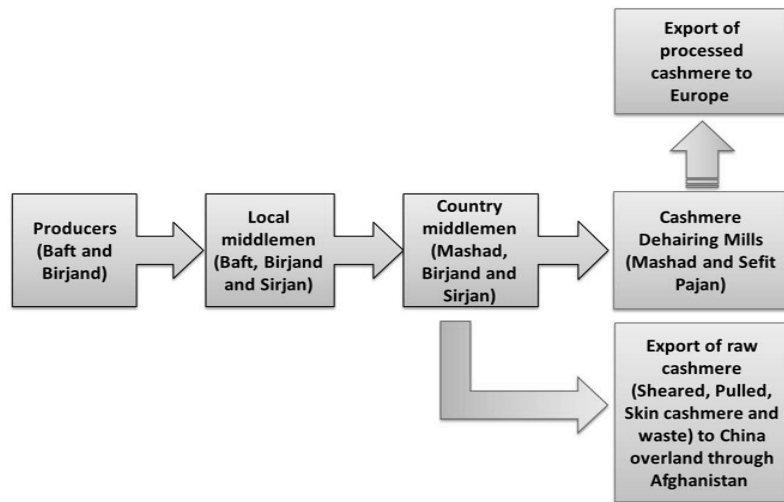 Export of
processed
cashmere to
Europe
Producers
(Baft and
Birjand)
Local
middlemen
(Baft, Birjand
and Sirjan)
Country
middlemen
(Mashad,
Birjand and
Sirjan)
Cashmere
Dehairing Mills
(Mashad and Sefit
Pajan)
Export of raw
cashmere
(Sheared, Pulled,
Skin cashmere and
waste) to China
overland through
Afghanistan